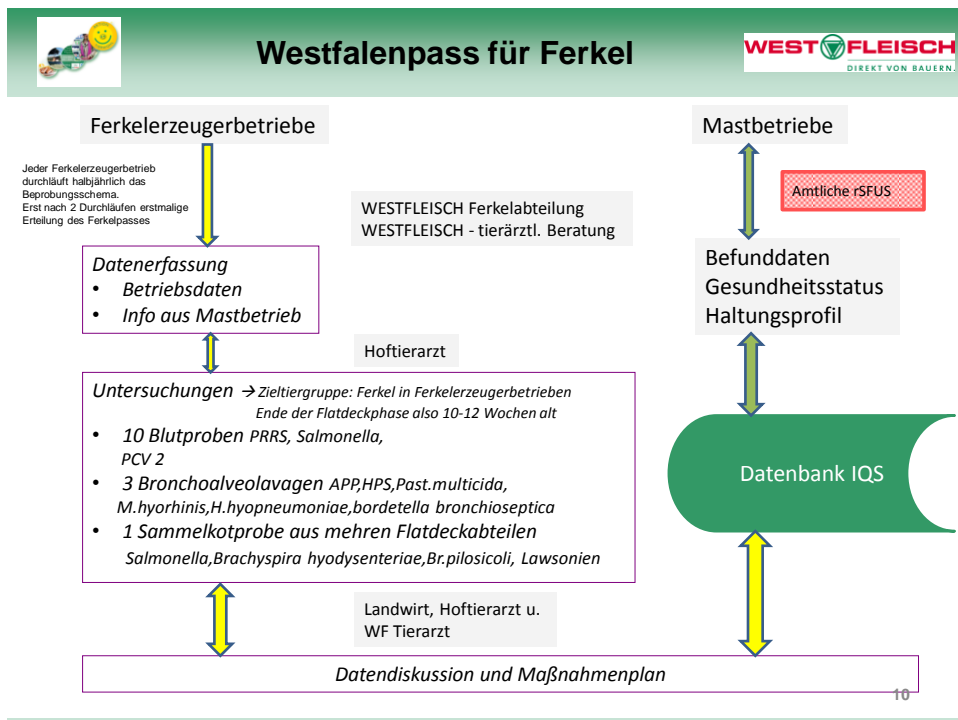 Westfalenpass für Ferkel
WESTFLEISCH
DIREKT VON BAUERN.
Ferkelerzeugerbetriebe
Mastbetriebe
Jeder Ferkelerzeugerbetrieb
durchläuft halbjährlich das
Beprobungsschema.
Erst nach 2 Durchläufen erstmalige
Erteilung des Ferkelpasses
Amtliche rSFUS
WESTFLEISCH Ferkelabteilung
WESTFLEISCH - tierärztl. Beratung
Datenerfassung
• Betriebsdaten
• Info aus Mastbetrieb
Befunddaten
Gesundheitsstatus
Haltungsprofil
Hoftierarzt
Untersuchungen → Zieltiergruppe: Ferkel in Ferkelerzeugerbetrieben
Ende der Flatdeckphase also 10-12 Wochen alt
• 10 Blutproben PRRS, Salmonella,
PCV 2
• 3 Bronchoalveolavagen APP,HPS,Past.multicida,
M.hyorhinis,H.hyopneumoniae,bordetella bronchioseptica
• 1 Sammelkotprobe aus mehren Flatdeckabteilen
Salmonella,Brachyspira hyodysenteriae,Br.pilosicoli, Lawsonien
Datenbank IQS
Landwirt, Hoftierarzt u.
WF Tierarzt
Datendiskussion und Maßnahmenplan
10